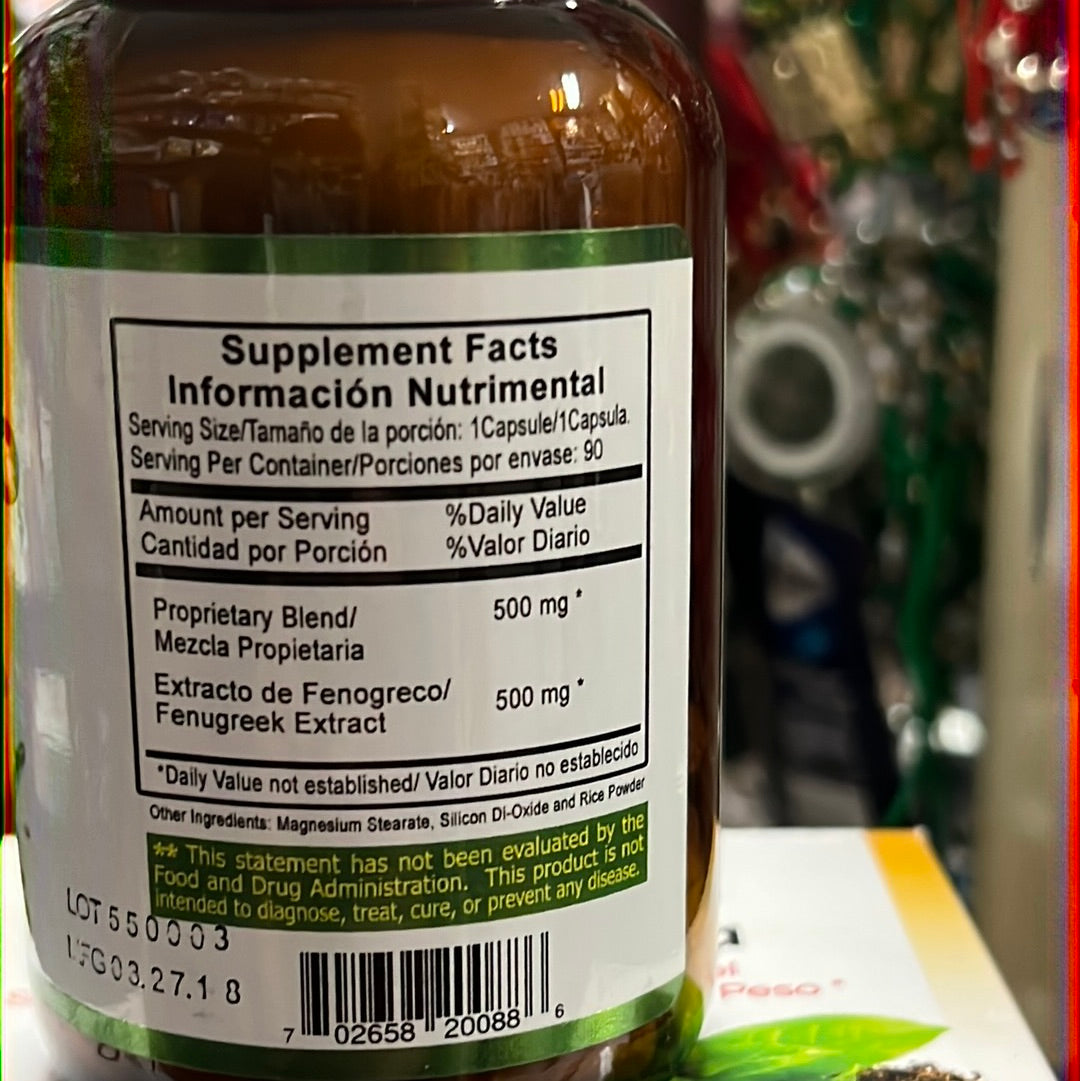 Supplement Facts
Información Nutrimental
Serving Size/Tamaño de la porción: 1Capsule/1Capsula.
Serving Per Container/Porciones por envase: 90
Amount per Serving %Daily Value
Cantidad por Porción %Valor Diario
Proprietary Blend/ 500 mg *
Mezcla Propietaria
Extracto de Fenogreco/ 500 mg *
Fenugreek Extract
*Daily Value not established/ Valor Diario no establecido
Other Ingredients: Magnesium Stearate, Silicon Di-Oxide and Rice Powder
** This statement has not been evaluated by the
Food and Drug Administration. This product is not
intended to diagnose, treat, cure, or prevent any disease.
LOT 550003
MFG 03.27.18
7 02658 20088 6
Peso *